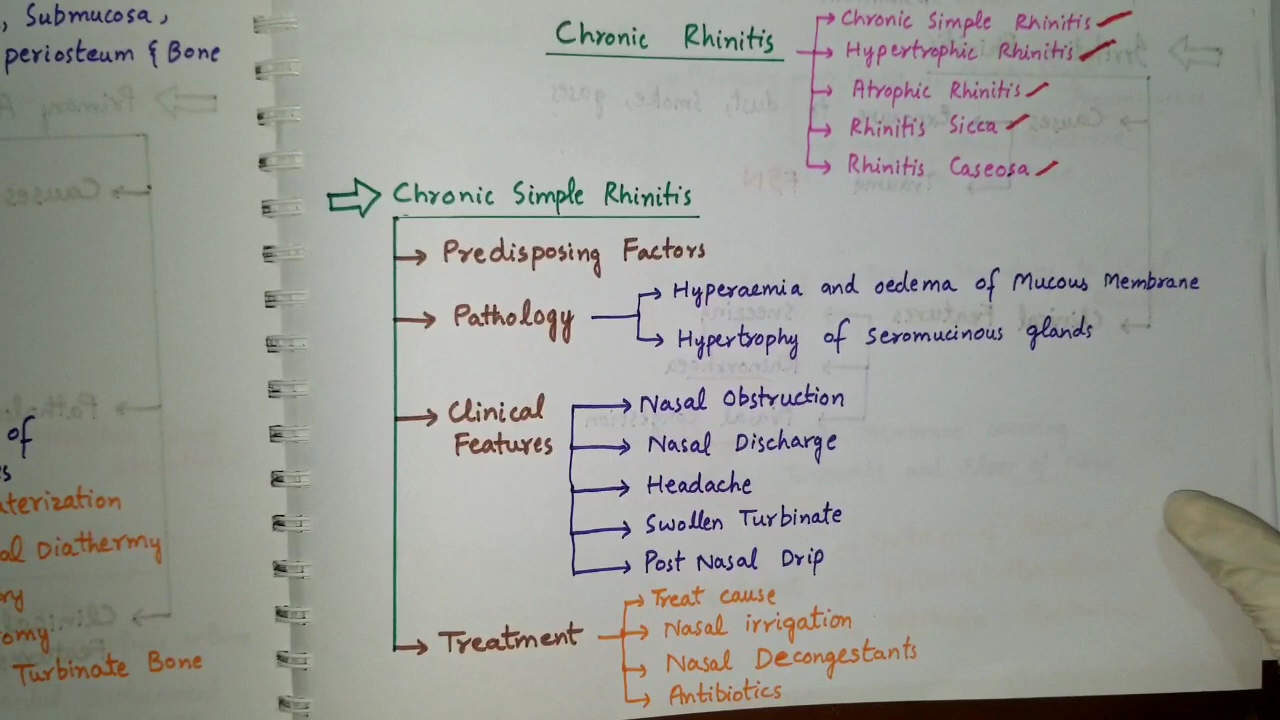 , Submucosa,
periosteum & Bone
of
Diathermy
Turbinate Bone
Chronic Rhinitis
Chronic Simple Rhinitis
Hypertrophic Rhinitis
Atrophic Rhinitis
Rhinitis Sicca
Rhinitis Caseosa
Chronic Simple Rhinitis
Predisposing Factors
Pathology
Hyperaemia and oedema of Mucous Membrane
Hypertrophy of seromucinous glands
Clinical
Features
Nasal Obstruction
Nasal Discharge
Headache
Swollen Turbinate
Post Nasal Drip
Treatment
Treat cause
Nasal irrigation
Nasal Decongestants
Antibiotics